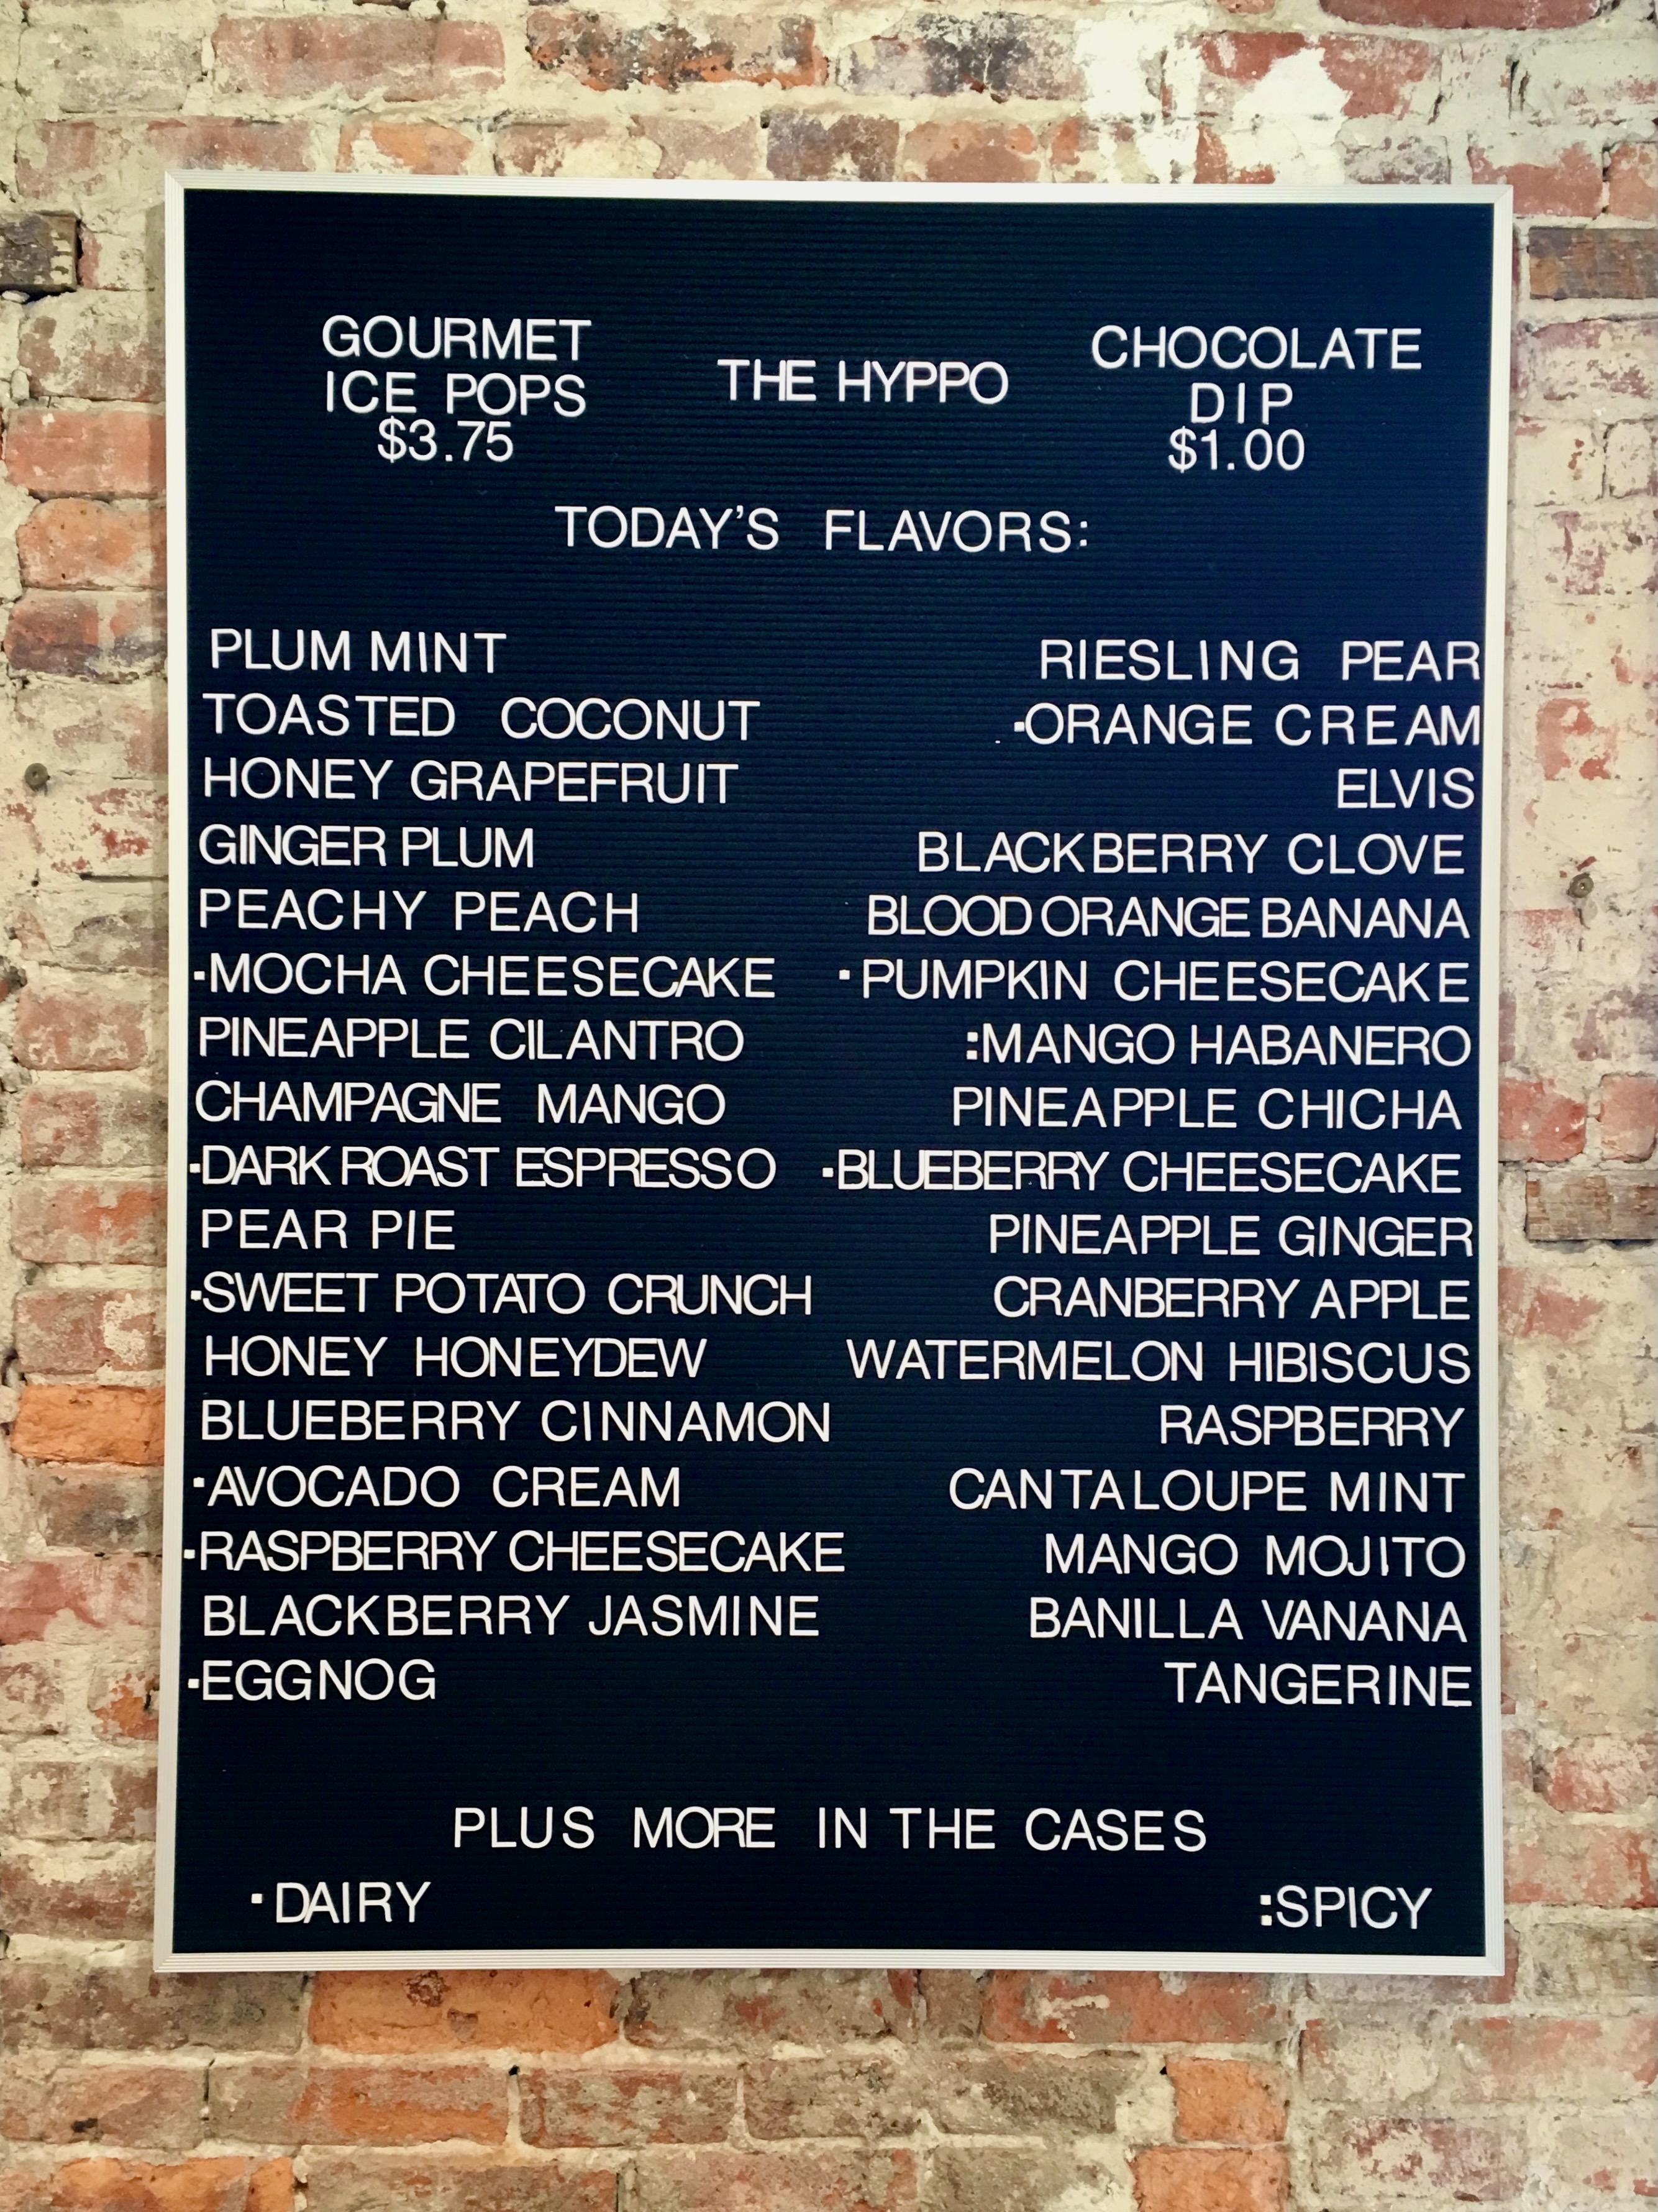 GOURMET
ICE POPS
$3.75
THE HYPPO
CHOCOLATE
DIP
$1.00
TODAY'S FLAVORS:
PLUM MINT
TOASTED COCONUT
HONEY GRAPEFRUIT
GINGER PLUM
PEACHY PEACH
·MOCHA CHEESECAKE
PINEAPPLE CILANTRO
CHAMPAGNE MANGO
·DARK ROAST ESPRESSO
PEAR PIE
·SWEET POTATO CRUNCH
HONEY HONEYDEW
BLUEBERRY CINNAMON
·AVOCADO CREAM
·RASPBERRY CHEESECAKE
BLACKBERRY JASMINE
·EGGNOG
RIESLING PEAR
·ORANGE CREAM
ELVIS
BLACKBERRY CLOVE
BLOOD ORANGE BANANA
·PUMPKIN CHEESECAKE
:MANGO HABANERO
PINEAPPLE CHICHA
·BLUEBERRY CHEESECAKE
PINEAPPLE GINGER
CRANBERRY APPLE
WATERMELON HIBISCUS
RASPBERRY
CANTALOUPE MINT
MANGO MOJITO
BANILLA VANANA
TANGERINE
PLUS MORE IN THE CASES
· DAIRY
:SPICY